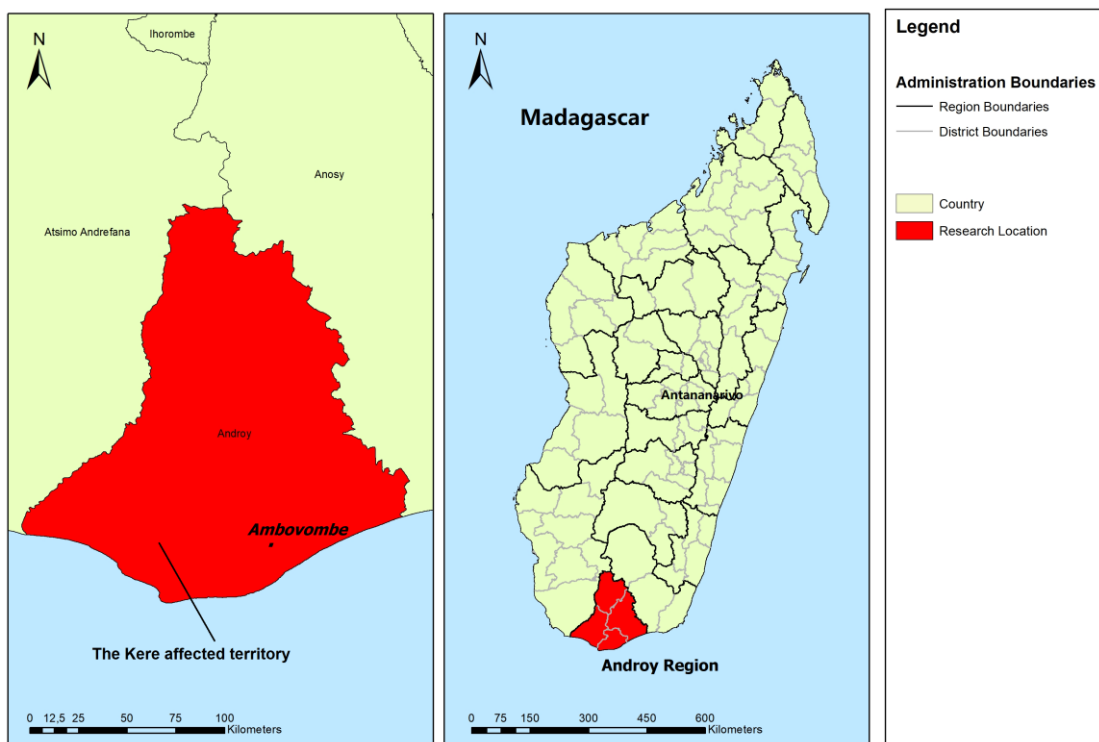 N
Ihorombe
Anosy
Atsimo Andrefana
Androy
Ambovombe
The Kere affected territory
0 12,5 25 50 75 100
Kilometers
N
Madagascar
Antananarivo
Androy Region
0 75 150 300 450 600
Kilometers
Legend
Administration Boundaries
Region Boundaries
District Boundaries
Country
Research Location